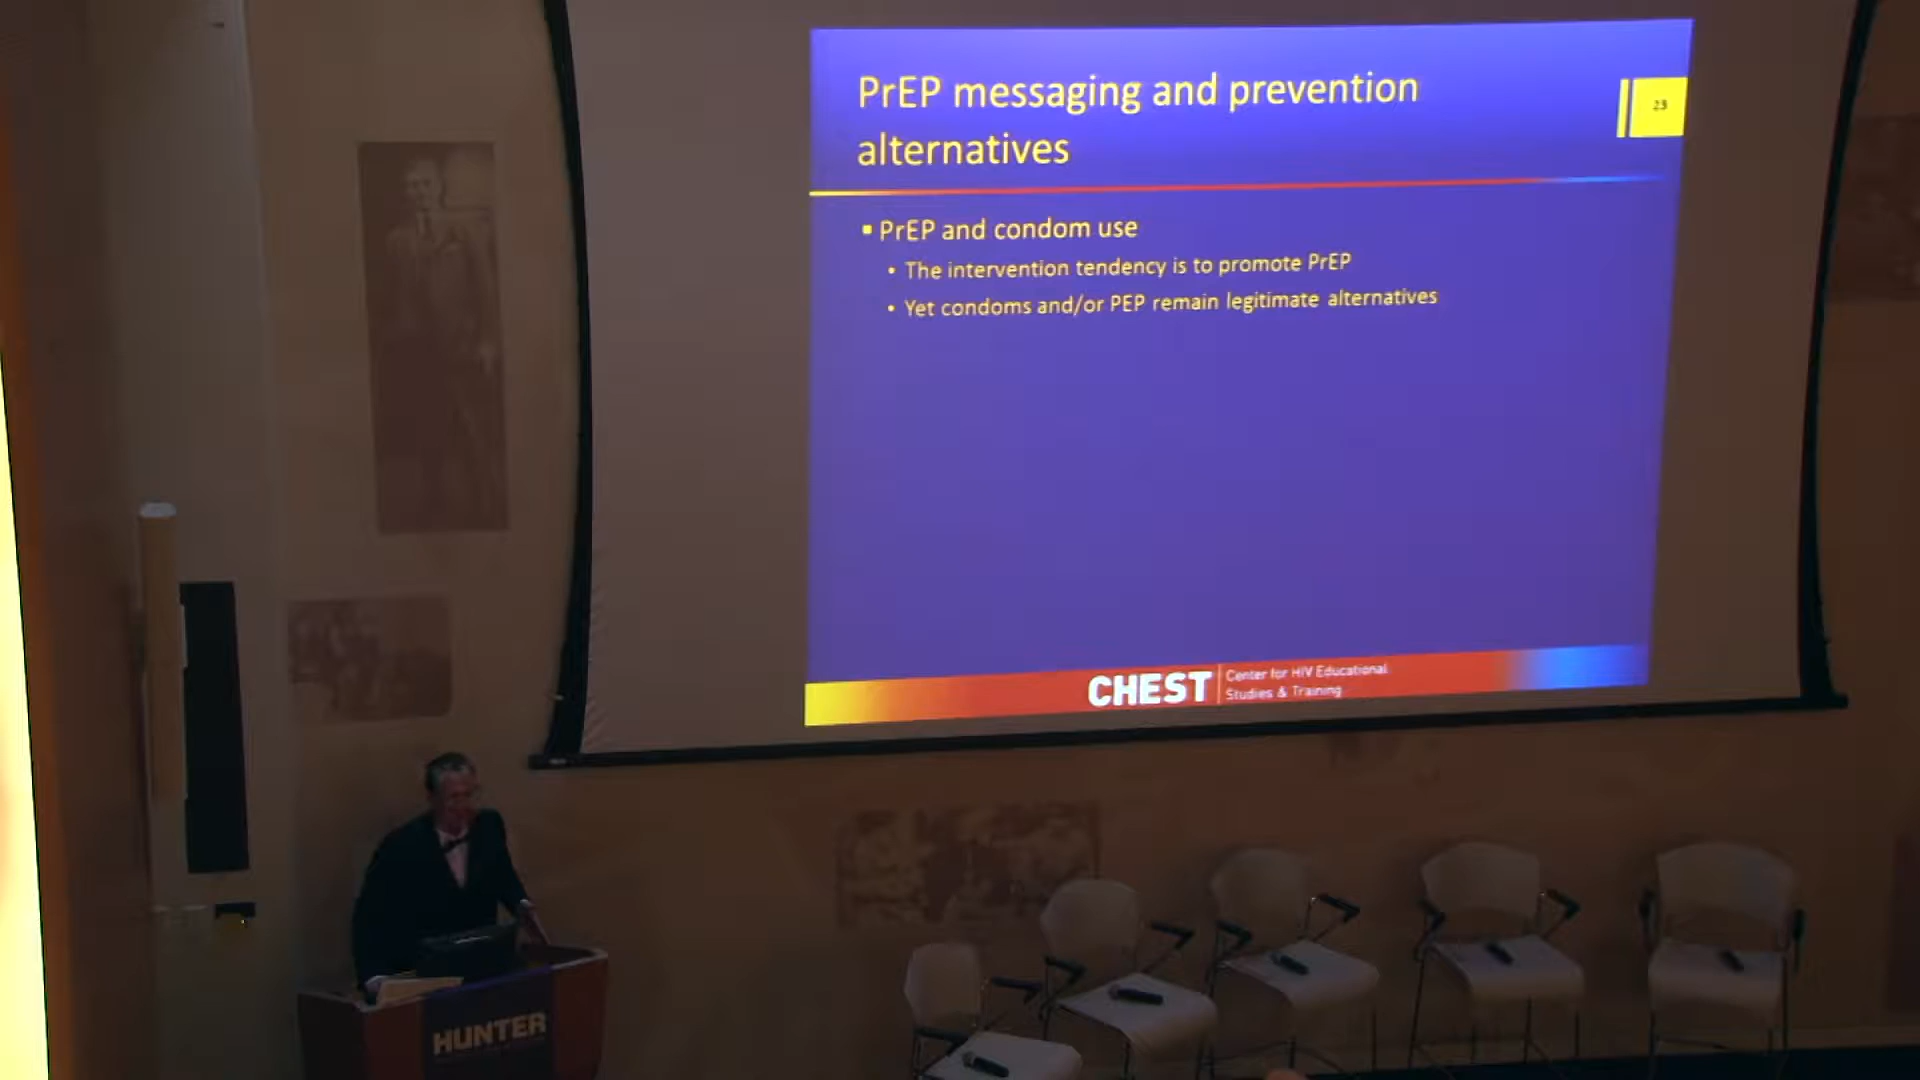 PrEP messaging and prevention
alternatives
23
▪ PrEP and condom use
• The intervention tendency is to promote PrEP
• Yet condoms and/or PEP remain legitimate alternatives
CHEST
Center for HIV Educational
Studies & Training
HUNTER